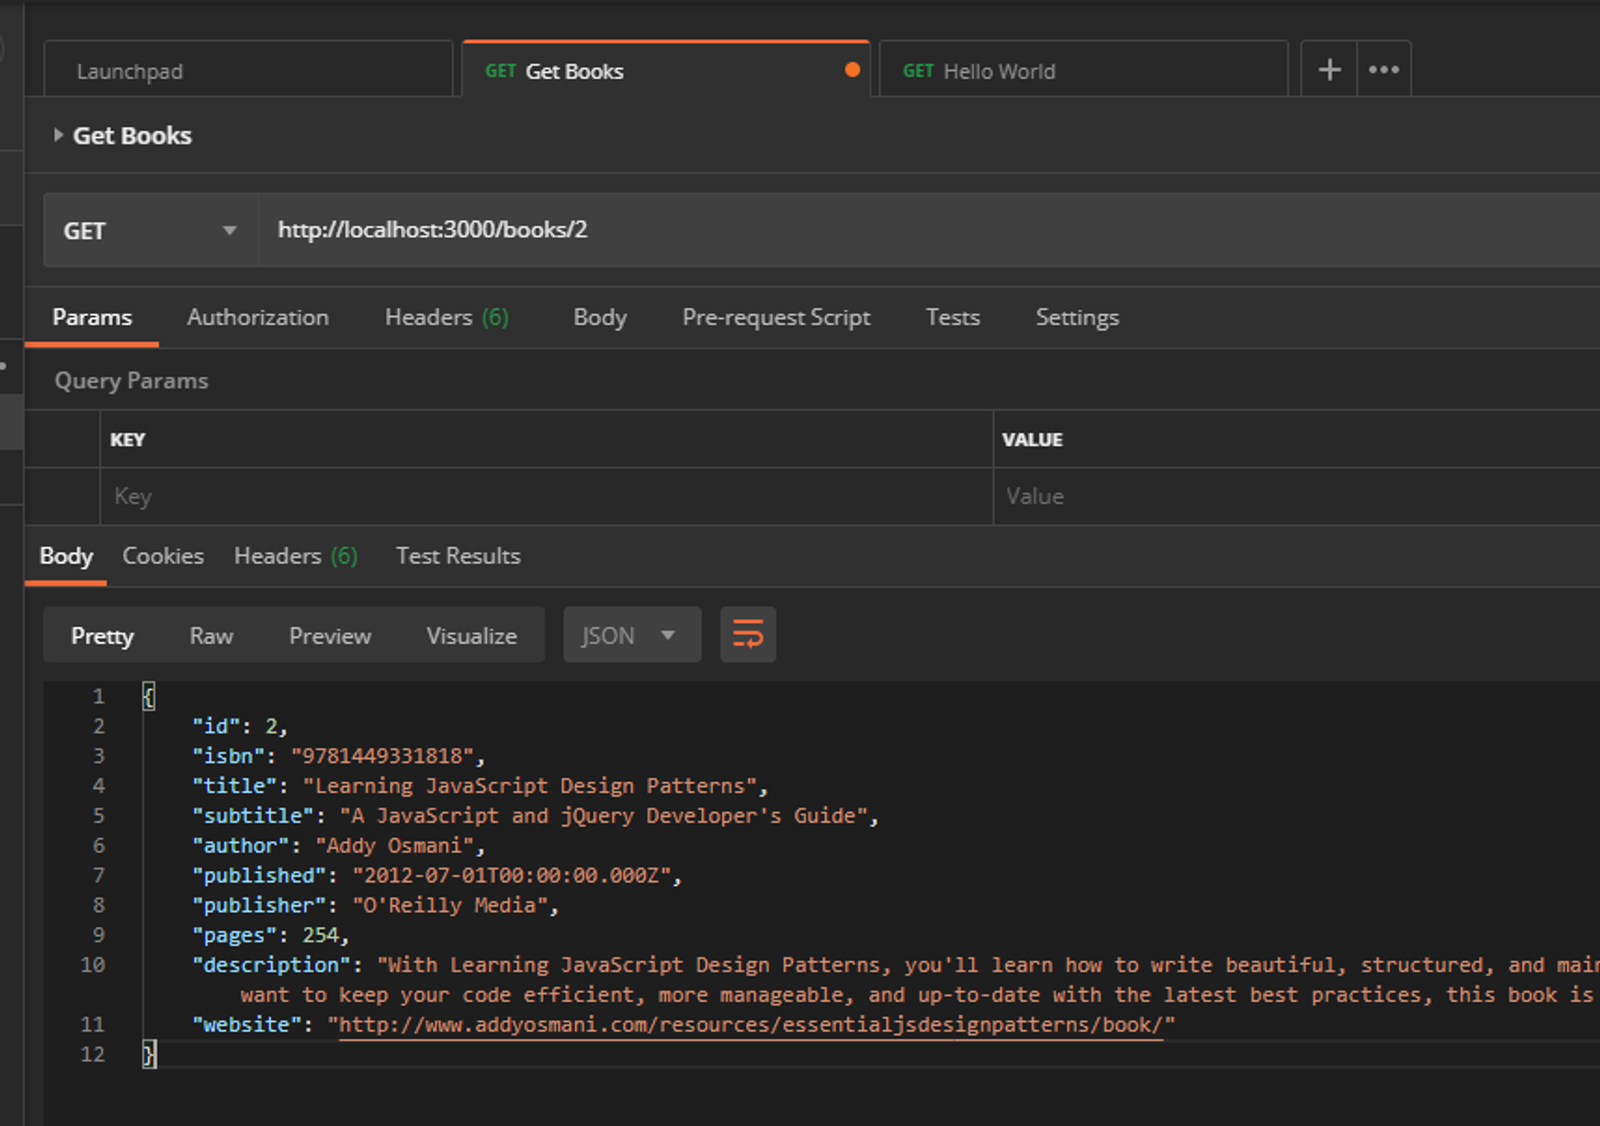 Launchpad
GET Get Books
GET Hello World
Get Books
GET http://localhost:3000/books/2
Params Authorization Headers (6) Body Pre-request Script Tests Settings
Query Params
KEY VALUE
Key Value
Body Cookies Headers (6) Test Results
Pretty Raw Preview Visualize JSON
1 {
2 "id": 2,
3 "isbn": "9781449331818",
4 "title": "Learning JavaScript Design Patterns",
5 "subtitle": "A JavaScript and jQuery Developer's Guide",
6 "author": "Addy Osmani",
7 "published": "2012-07-01T00:00:00.000Z",
8 "publisher": "O'Reilly Media",
9 "pages": 254,
10 "description": "With Learning JavaScript Design Patterns, you'll learn how to write beautiful, structured, and
want to keep your code efficient, more manageable, and up-to-date with the latest best practices, this book is
11 "website": "http://www.addyosmani.com/resources/essentialjsdesignpatterns/book/"
12 }